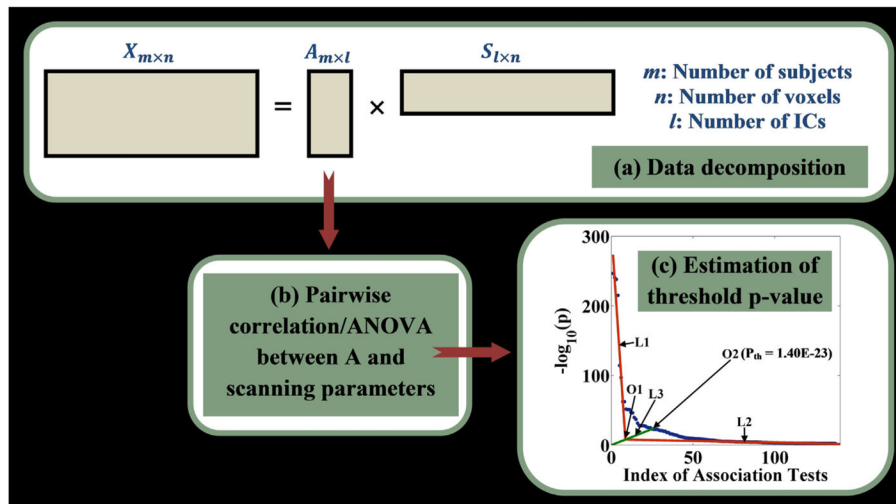 X_{m×n} A_{m×l} S_{l×n}
= ×
m: Number of subjects
n: Number of voxels
l: Number of ICs
(a) Data decomposition
(b) Pairwise
correlation/ANOVA
between A and
scanning parameters
(c) Estimation of
threshold p-value
300
200
100
0
-log₁₀(p)
L1
O2 (P_{th} = 1.40E-23)
O1
L3
L2
0 50 100
Index of Association Tests